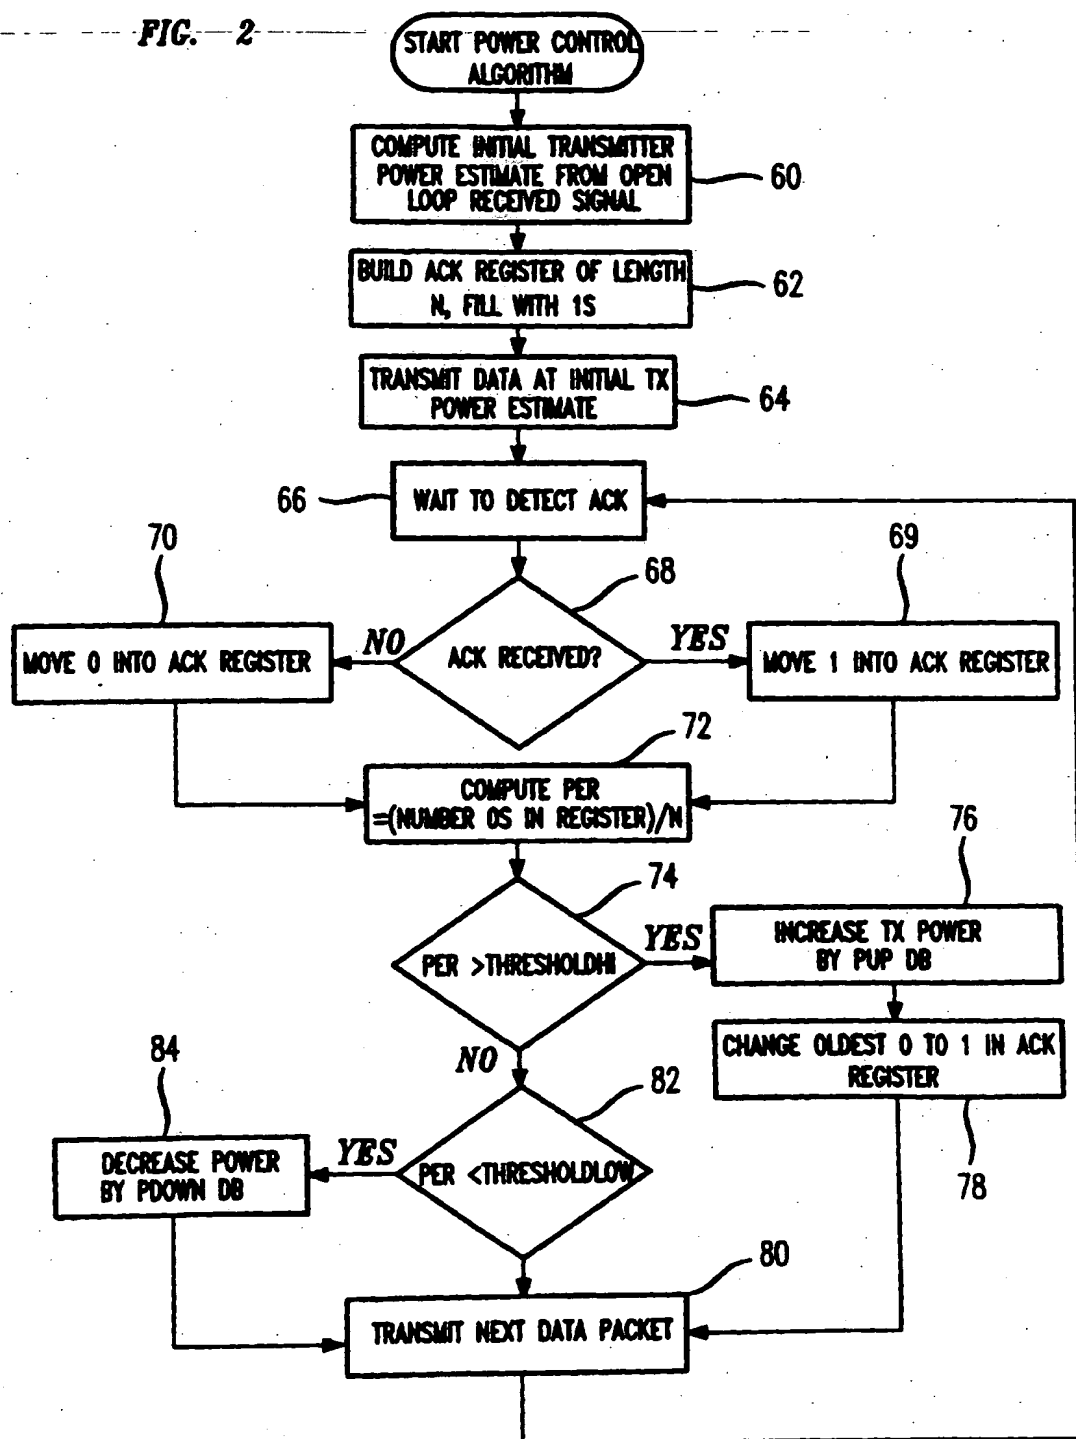 FIG. 2
START POWER CONTROL
ALGORITHM
COMPUTE INITIAL TRANSMITTER
POWER ESTIMATE FROM OPEN
LOOP RECEIVED SIGNAL
60
BUILD ACK REGISTER OF LENGTH
N, FILL WITH 1S
62
TRANSMIT DATA AT INITIAL TX
POWER ESTIMATE
64
66
WAIT TO DETECT ACK
70
68
69
NO
YES
MOVE 0 INTO ACK REGISTER
ACK RECEIVED?
MOVE 1 INTO ACK REGISTER
72
COMPUTE PER
=(NUMBER 0S IN REGISTER)/N
74
76
PER >THRESHOLDHI
YES
INCREASE TX POWER
BY PUP DB
NO
CHANGE OLDEST 0 TO 1 IN ACK
REGISTER
78
84
82
DECREASE POWER
BY PDOWN DB
YES
PER <THRESHOLDLOW
80
TRANSMIT NEXT DATA PACKET